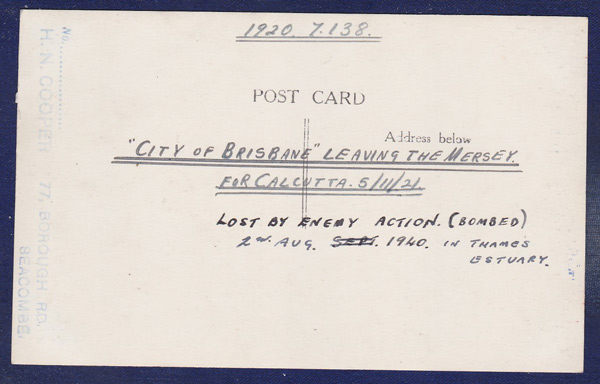 1920. 7.138.
POST CARD
Address below
"CITY OF BRISBANE" LEAVING THE MERSEY.
FOR CALCUTTA. 5/11/21.
LOST BY ENEMY ACTION. (BOMBED)
2nd. AUG. SEPT. 1940. IN THAMES
ESTUARY.
No.
H. N. COOPER 77, BOROUGH RD.
SEACOMBE.